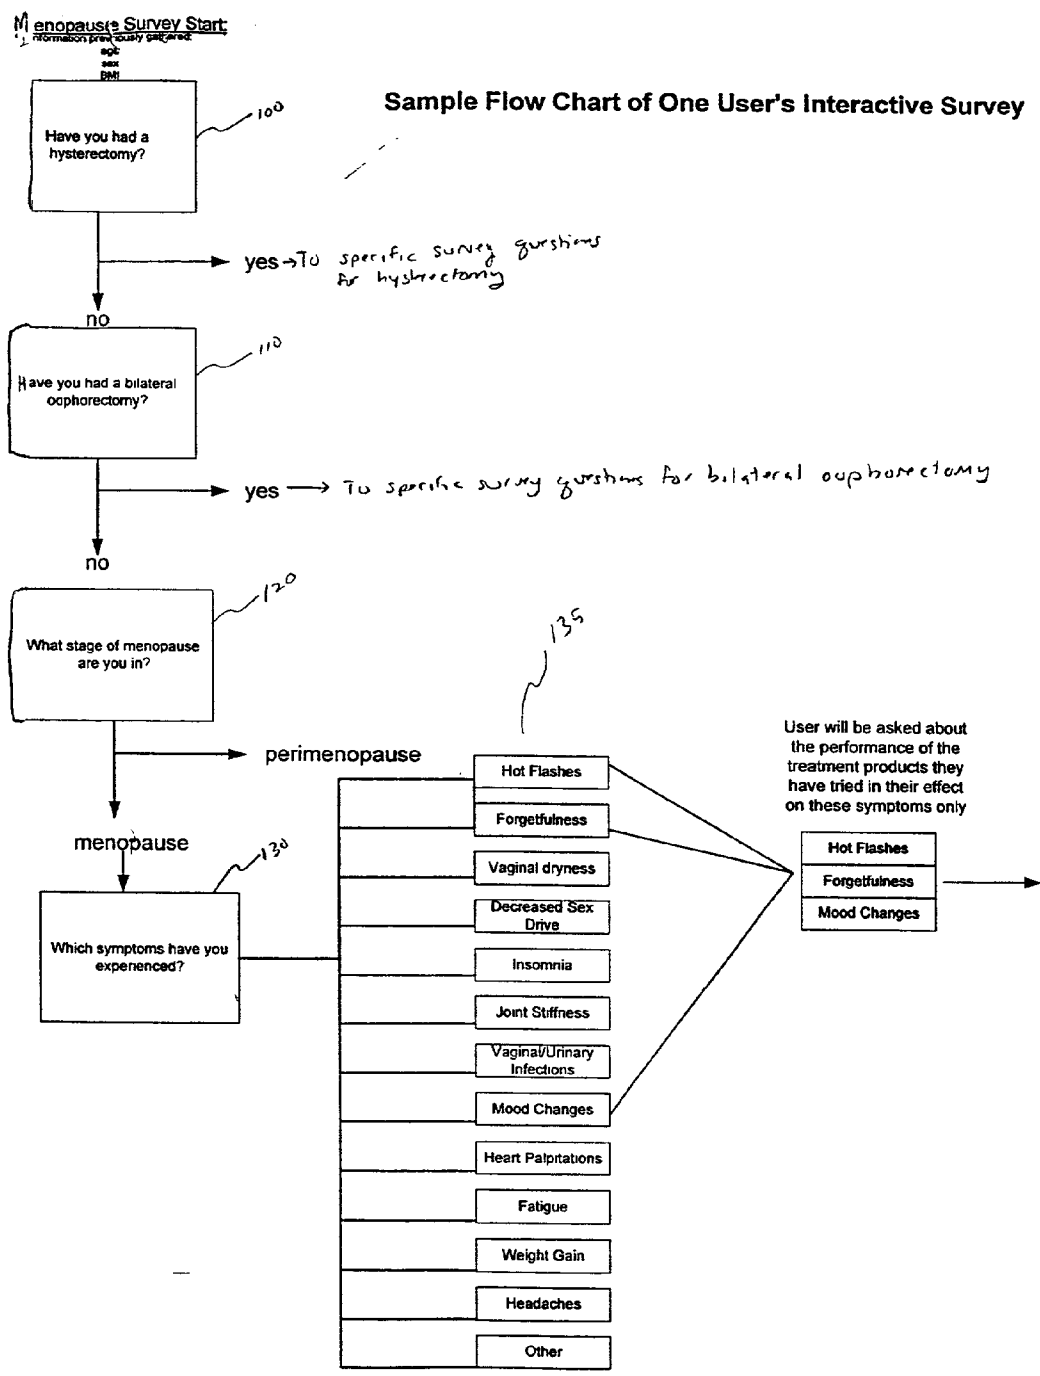 Menopause Survey Start:
Information previously gathered:
age
sex
BMI
Sample Flow Chart of One User's Interactive Survey
Have you had a
hysterectomy?
100
yes → To specific survey questions
for hysterectomy
no
Have you had a bilateral
oophorectomy?
110
yes → To specific survey questions for bilateral oophorectomy
no
What stage of menopause
are you in?
120
perimenopause
menopause
Which symptoms have you
experienced?
130
135
Hot Flashes
Forgetfulness
Vaginal dryness
Decreased Sex
Drive
Insomnia
Joint Stiffness
Vaginal/Urinary
Infections
Mood Changes
Heart Palpitations
Fatigue
Weight Gain
Headaches
Other
User will be asked about
the performance of the
treatment products they
have tried in their effect
on these symptoms only
Hot Flashes
Forgetfulness
Mood Changes